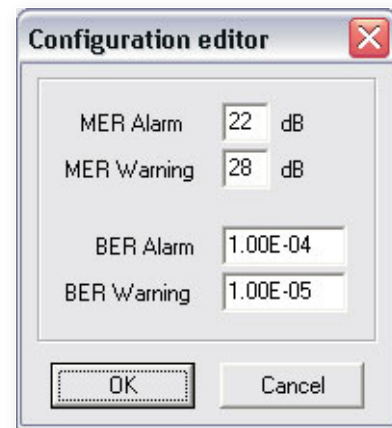 Configuration editor
MER Alarm 22 dB
MER Warning 28 dB
BER Alarm 1.00E-04
BER Warning 1.00E-05
OK Cancel